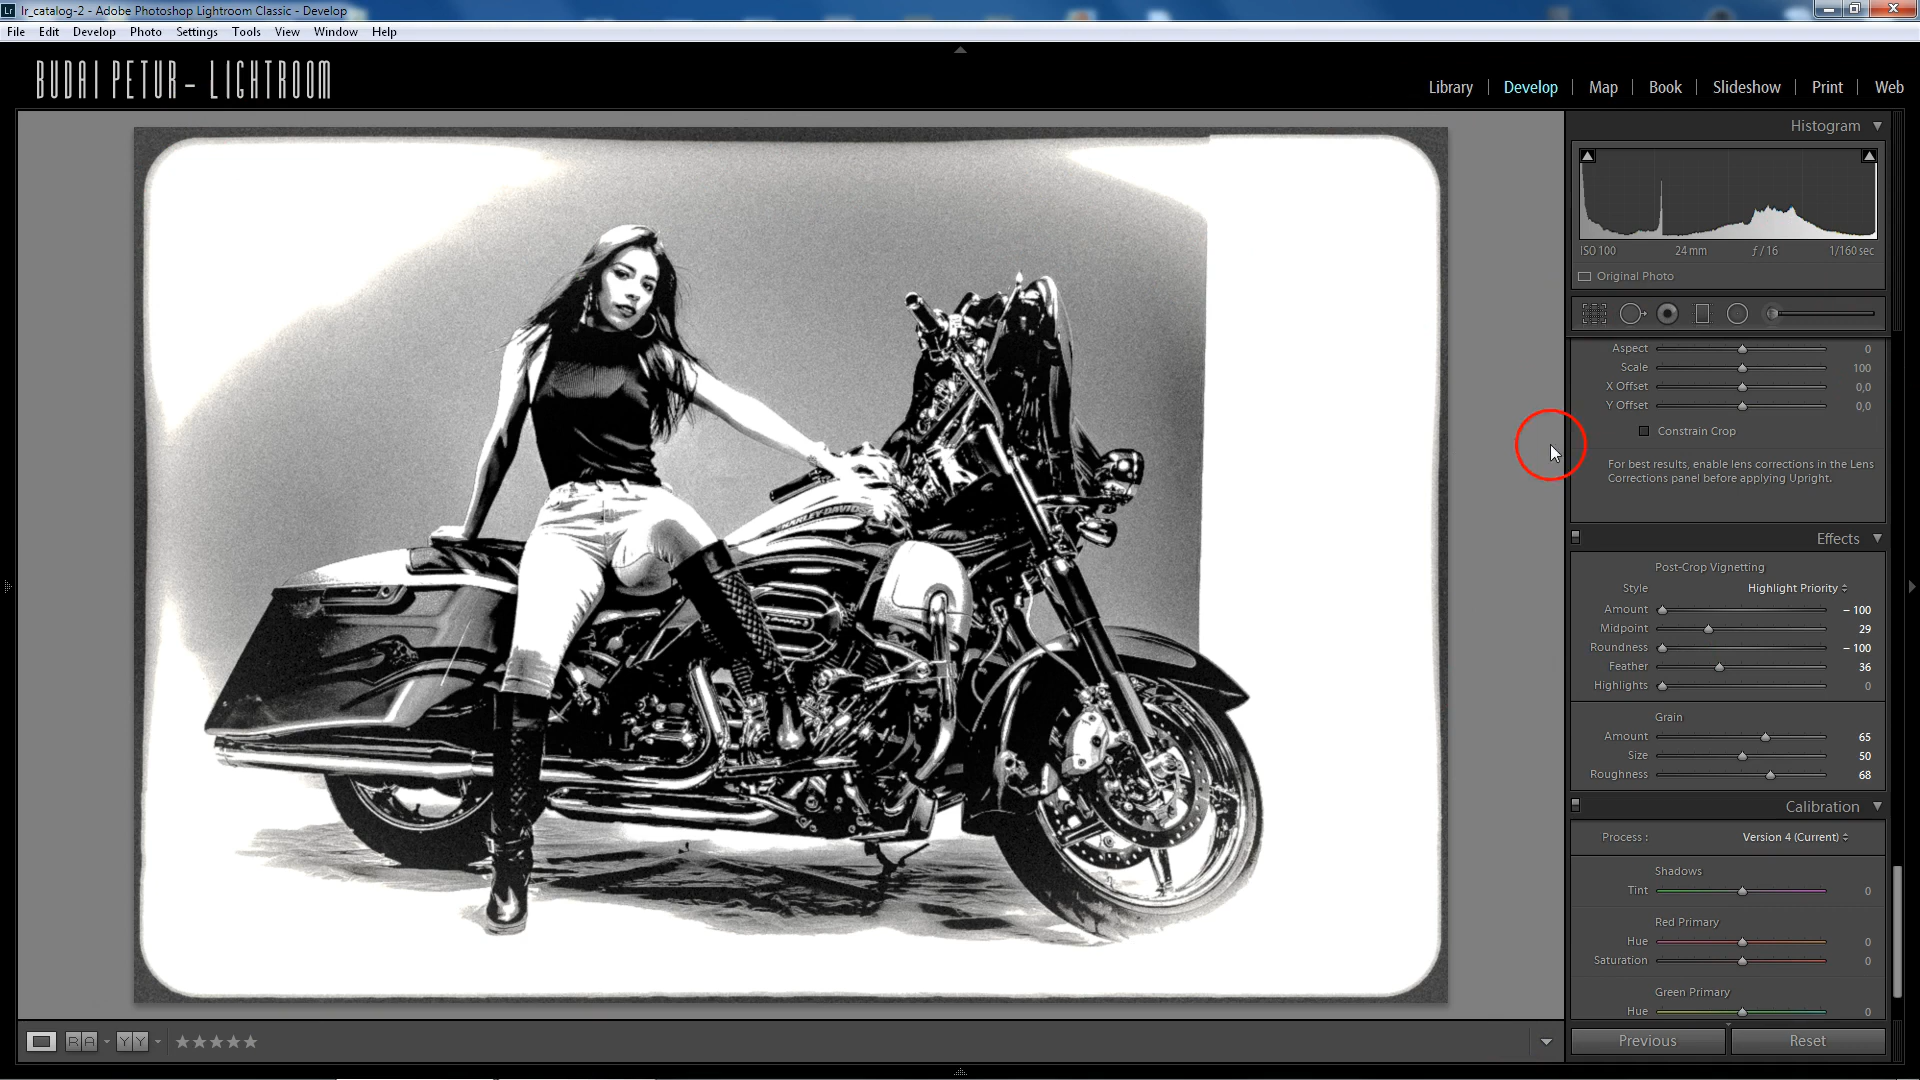 Lr lr_catalog-2 - Adobe Photoshop Lightroom Classic - Develop
File Edit Develop Photo Settings Tools View Window Help
BUDAI PETUR - LIGHTROOM
Library | Develop | Map | Book | Slideshow | Print | Web
Histogram
ISO 100 24 mm ƒ / 16 1/160 sec
Original Photo
Aspect 0
Scale 100
X Offset 0,0
Y Offset 0,0
Constrain Crop
For best results, enable lens corrections in the Lens
Corrections panel before applying Upright.
HARLEY-DAVIDSON
Effects
Post-Crop Vignetting
Style Highlight Priority
Amount – 100
Midpoint 29
Roundness – 100
Feather 36
Highlights 0
Grain
Amount 65
Size 50
Roughness 68
Calibration
Process : Version 4 (Current)
Shadows
Tint 0
Red Primary
Hue 0
Saturation 0
Green Primary
Hue 0
R A Y Y
Previous Reset